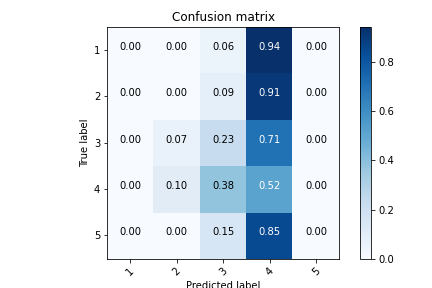 Confusion matrix
1 0.00 0.00 0.06 0.94 0.00
2 0.00 0.00 0.09 0.91 0.00
3 0.00 0.07 0.23 0.71 0.00
4 0.00 0.10 0.38 0.52 0.00
5 0.00 0.00 0.15 0.85 0.00
1 2 3 4 5
True label
Predicted label
0.8
0.6
0.4
0.2
0.0